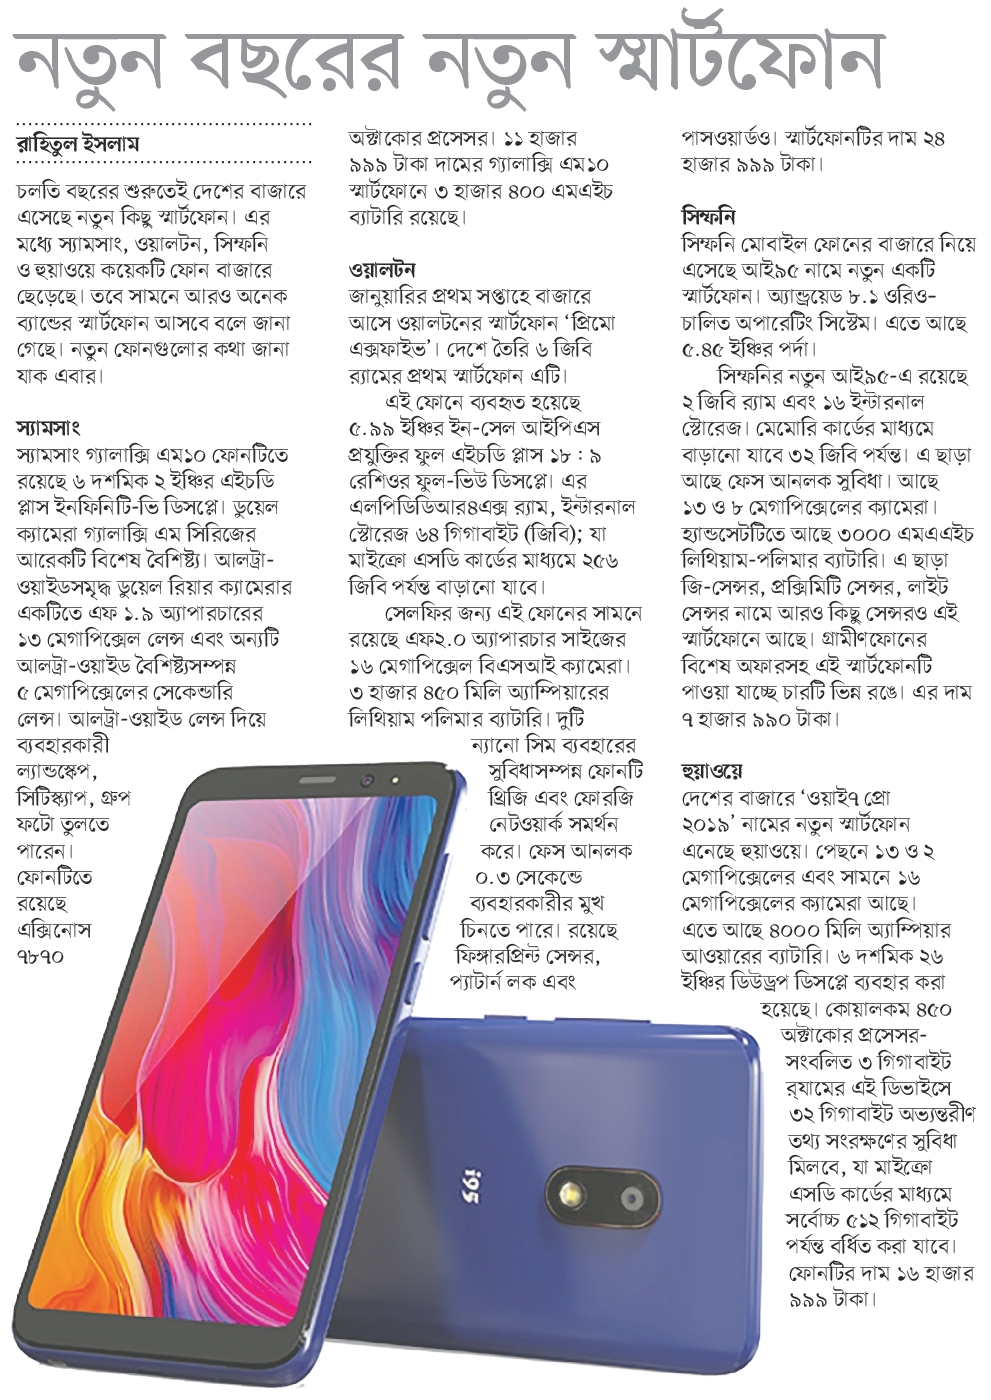 নতুন বছরের নতুন স্মার্টফোন
রাহিতুল ইসলাম
চলতি বছরের শুরুতেই দেশের বাজারে
এসেছে নতুন কিছু স্মার্টফোন। এর
মধ্যে স্যামসাং, ওয়ালটন, সিম্ফনি
ও হুয়াওয়ে কয়েকটি ফোন বাজারে
ছেড়েছে। তবে সামনে আরও অনেক
ব্যান্ডের স্মার্টফোন আসবে বলে জানা
গেছে। নতুন ফোনগুলোর কথা জানা
যাক এবার।
স্যামসাং
স্যামসাং গ্যালাক্সি এম১০ ফোনটিতে
রয়েছে ৬ দশমিক ২ ইঞ্চির এইচডি
প্লাস ইনফিনিটি-ভি ডিসপ্লে। ডুয়েল
ক্যামেরা গ্যালাক্সি এম সিরিজের
আরেকটি বিশেষ বৈশিষ্ট্য। আলট্রা-
ওয়াইডসমৃদ্ধ ডুয়েল রিয়ার ক্যামেরার
একটিতে এফ ১.৯ অ্যাপারচারের
১৩ মেগাপিক্সেল লেন্স এবং অন্যটি
আলট্রা-ওয়াইড বৈশিষ্ট্যসম্পন্ন
৫ মেগাপিক্সেলের সেকেন্ডারি
লেন্স। আলট্রা-ওয়াইড লেন্স দিয়ে
ব্যবহারকারী
ল্যান্ডস্কেপ,
সিটিস্ক্যাপ, গ্রুপ
ফটো তুলতে
পারেন।
ফোনটিতে
রয়েছে
এক্সিনোস
৭৮৭০
অক্টাকোর প্রসেসর। ১১ হাজার
৯৯৯ টাকা দামের গ্যালাক্সি এম১০
স্মার্টফোনে ৩ হাজার ৪০০ এমএএইচ
ব্যাটারি রয়েছে।
ওয়ালটন
জানুয়ারির প্রথম সপ্তাহে বাজারে
আসে ওয়ালটনের স্মার্টফোন ‘প্রিমো
এক্সফাইভ’। দেশে তৈরি ৬ জিবি
র‍্যামের প্রথম স্মার্টফোন এটি।
এই ফোনে ব্যবহৃত হয়েছে
৫.৯৯ ইঞ্চির ইন-সেল আইপিএস
প্রযুক্তির ফুল এইচডি প্লাস ১৮ : ৯
রেশিওর ফুল-ভিউ ডিসপ্লে। এর
এলপিডিডিআর৪এক্স র‍্যাম, ইন্টারনাল
স্টোরেজ ৬৪ গিগাবাইট (জিবি); যা
মাইক্রো এসডি কার্ডের মাধ্যমে ২৫৬
জিবি পর্যন্ত বাড়ানো যাবে।
সেলফির জন্য এই ফোনের সামনে
রয়েছে এফ২.০ অ্যাপারচার সাইজের
১৬ মেগাপিক্সেল বিএসআই ক্যামেরা।
৩ হাজার ৪৫০ মিলি অ্যাম্পিয়ারের
লিথিয়াম পলিমার ব্যাটারি। দুটি
ন্যানো সিম ব্যবহারের
সুবিধাসম্পন্ন ফোনটি
থ্রিজি এবং ফোরজি
নেটওয়ার্ক সমর্থন
করে। ফেস আনলক
০.৩ সেকেন্ডে
ব্যবহারকারীর মুখ
চিনতে পারে। রয়েছে
ফিঙ্গারপ্রিন্ট সেন্সর,
প্যাটার্ন লক এবং
পাসওয়ার্ডও। স্মার্টফোনটির দাম ২৪
হাজার ৯৯৯ টাকা।
সিম্ফনি
সিম্ফনি মোবাইল ফোনের বাজারে নিয়ে
এসেছে আই৯৫ নামে নতুন একটি
স্মার্টফোন। অ্যান্ড্রয়েড ৮.১ ওরিও-
চালিত অপারেটিং সিস্টেম। এতে আছে
৫.৪৫ ইঞ্চির পর্দা।
সিম্ফনির নতুন আই৯৫-এ রয়েছে
২ জিবি র‍্যাম এবং ১৬ ইন্টারনাল
স্টোরেজ। মেমোরি কার্ডের মাধ্যমে
বাড়ানো যাবে ৩২ জিবি পর্যন্ত। এ ছাড়া
আছে ফেস আনলক সুবিধা। আছে
১৩ ও ৮ মেগাপিক্সেলের ক্যামেরা।
হ্যান্ডসেটটিতে আছে ৩০০০ এমএএইচ
লিথিয়াম-পলিমার ব্যাটারি। এ ছাড়া
জি-সেন্সর, প্রক্সিমিটি সেন্সর, লাইট
সেন্সর নামে আরও কিছু সেন্সরও এই
স্মার্টফোনে আছে। গ্রামীণফোনের
বিশেষ অফারসহ এই স্মার্টফোনটি
পাওয়া যাচ্ছে চারটি ভিন্ন রঙে। এর দাম
৭ হাজার ৯৯০ টাকা।
হুয়াওয়ে
দেশের বাজারে ‘ওয়াই৭ প্রো
২০১৯’ নামের নতুন স্মার্টফোন
এনেছে হুয়াওয়ে। পেছনে ১৩ ও ২
মেগাপিক্সেলের এবং সামনে ১৬
মেগাপিক্সেলের ক্যামেরা আছে।
এতে আছে ৪০০০ মিলি অ্যাম্পিয়ার
আওয়ারের ব্যাটারি। ৬ দশমিক ২৬
ইঞ্চির ডিউড্রপ ডিসপ্লে ব্যবহার করা
হয়েছে। কোয়ালকম ৪৫০
অক্টাকোর প্রসেসর-
সংবলিত ৩ গিগাবাইট
র‍্যামের এই ডিভাইসে
৩২ গিগাবাইট অভ্যন্তরীণ
তথ্য সংরক্ষণের সুবিধা
মিলবে, যা মাইক্রো
এসডি কার্ডের মাধ্যমে
সর্বোচ্চ ৫১২ গিগাবাইট
পর্যন্ত বর্ধিত করা যাবে।
ফোনটির দাম ১৬ হাজার
৯৯৯ টাকা।
i95